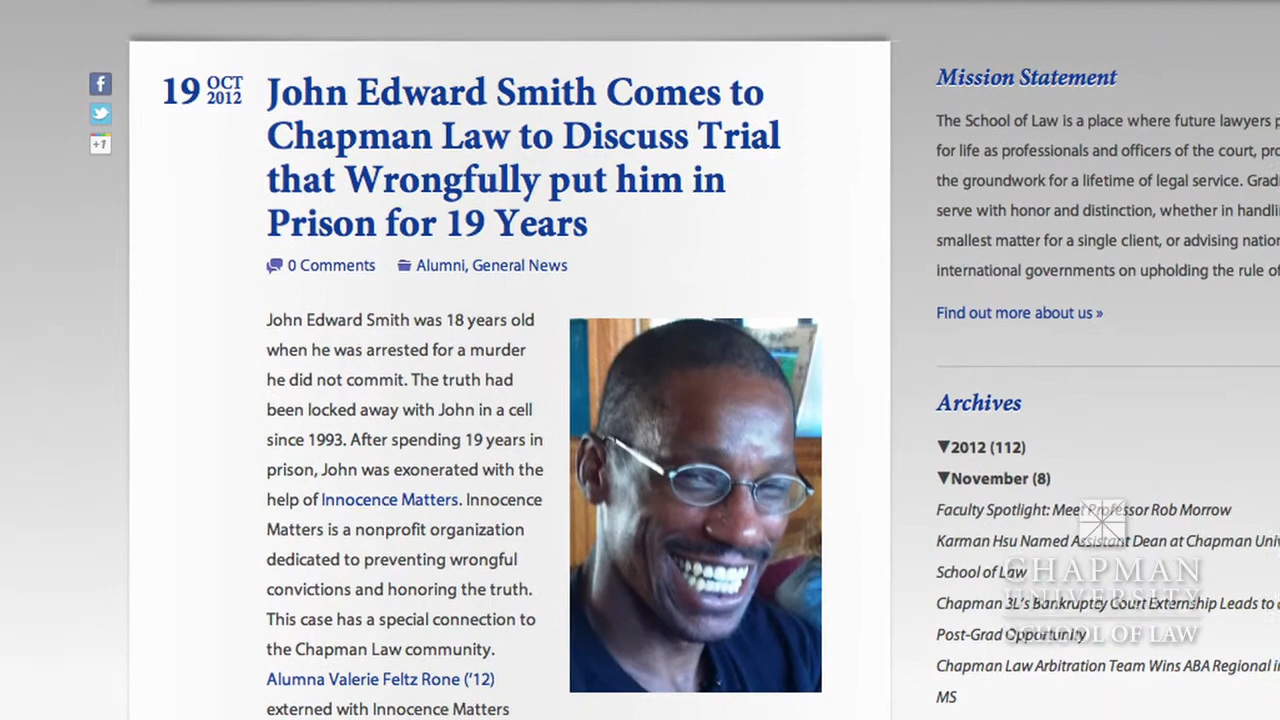 19 OCT
2012
John Edward Smith Comes to
Chapman Law to Discuss Trial
that Wrongfully put him in
Prison for 19 Years
0 Comments Alumni, General News
John Edward Smith was 18 years old
when he was arrested for a murder
he did not commit. The truth had
been locked away with John in a cell
since 1993. After spending 19 years in
prison, John was exonerated with the
help of Innocence Matters. Innocence
Matters is a nonprofit organization
dedicated to preventing wrongful
convictions and honoring the truth.
This case has a special connection to
the Chapman Law community.
Alumna Valerie Feltz Rone ('12)
externed with Innocence Matters
f
+1
Mission Statement
The School of Law is a place where future lawyers
for life as professionals and officers of the court,
the groundwork for a lifetime of legal service.
serve with honor and distinction, whether in
smallest matter for a single client, or advising
international governments on upholding the rule
Find out more about us »
Archives
▼2012 (112)
▼November (8)
Faculty Spotlight: Meet Professor Rob Morrow
Karman Hsu Named Assistant Dean at Chapman
School of Law
Chapman 3L's Bankruptcy Court Externship Leads to
Post-Grad Opportunity
Chapman Law Arbitration Team Wins ABA Regional
MS
CHAPMAN
UNIVERSITY
SCHOOL OF LAW